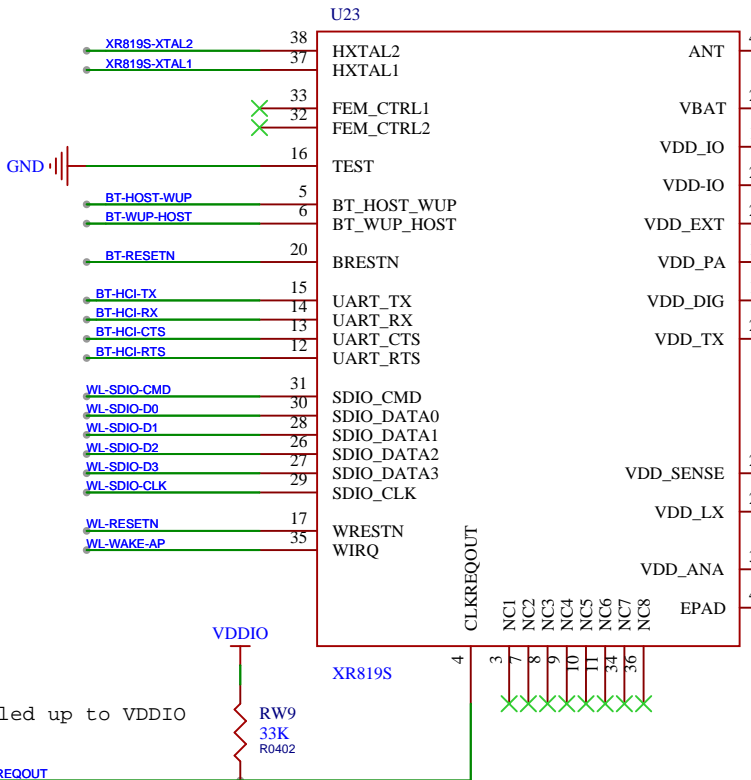 U23
XR819S-XTAL2 38 HXTAL2 ANT
XR819S-XTAL1 37 HXTAL1
33 FEM_CTRL1 VBAT
32 FEM_CTRL2
VDD_IO
GND 16 TEST
VDD-IO
BT-HOST-WUP 5 BT_HOST_WUP
BT-WUP-HOST 6 BT_WUP_HOST VDD_EXT
BT-RESETN 20 BRESTN VDD_PA
BT-HCI-TX 15 UART_TX VDD_DIG
BT-HCI-RX 14 UART_RX
BT-HCI-CTS 13 UART_CTS VDD_TX
BT-HCI-RTS 12 UART_RTS
WL-SDIO-CMD 31 SDIO_CMD
WL-SDIO-D0 30 SDIO_DATA0
WL-SDIO-D1 28 SDIO_DATA1
WL-SDIO-D2 26 SDIO_DATA2
WL-SDIO-D3 27 SDIO_DATA3 VDD_SENSE
WL-SDIO-CLK 29 SDIO_CLK
VDD_LX
WL-RESETN 17 WRESTN
WL-WAKE-AP 35 WIRQ
VDD_ANA
EPAD
CLKREQOUT NC1 NC2 NC3 NC4 NC5 NC6 NC7 NC8
4 3 7 8 9 10 11 34 36
VDDIO
XR819S
led up to VDDIO
RW9
33K
R0402
REQOUT